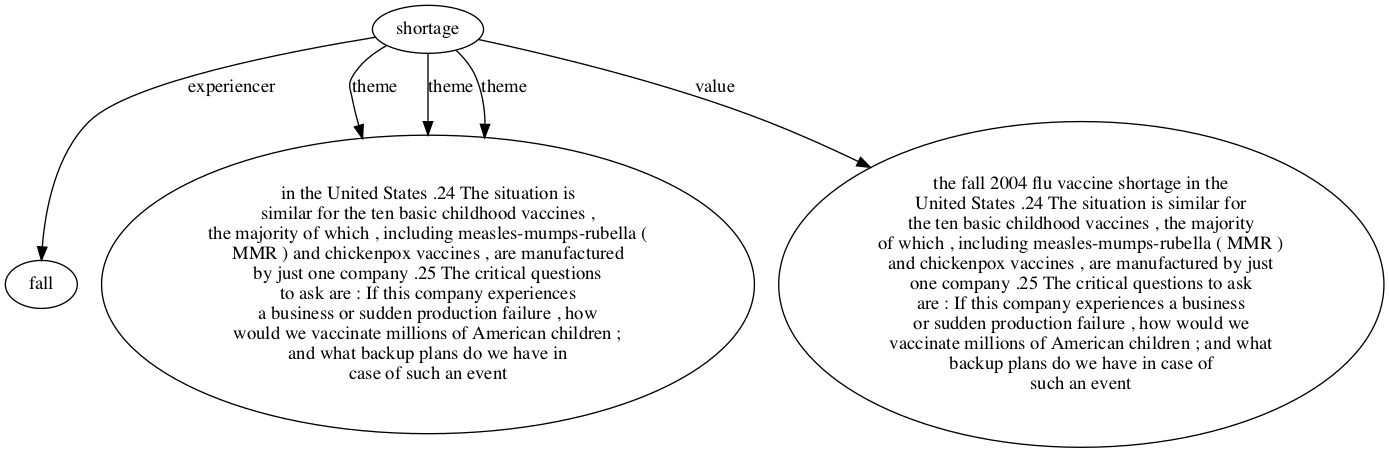 shortage
experiencer
theme
theme
theme
value
fall
in the United States .24 The situation is
similar for the ten basic childhood vaccines ,
the majority of which , including measles-mumps-rubella (
MMR ) and chickenpox vaccines , are manufactured
by just one company .25 The critical questions
to ask are : If this company experiences
a business or sudden production failure , how
would we vaccinate millions of American children ;
and what backup plans do we have in
case of such an event
the fall 2004 flu vaccine shortage in the
United States .24 The situation is similar for
the ten basic childhood vaccines , the majority
of which , including measles-mumps-rubella ( MMR )
and chickenpox vaccines , are manufactured by just
one company .25 The critical questions to ask
are : If this company experiences a business
or sudden production failure , how would we
vaccinate millions of American children ; and what
backup plans do we have in case of
such an event